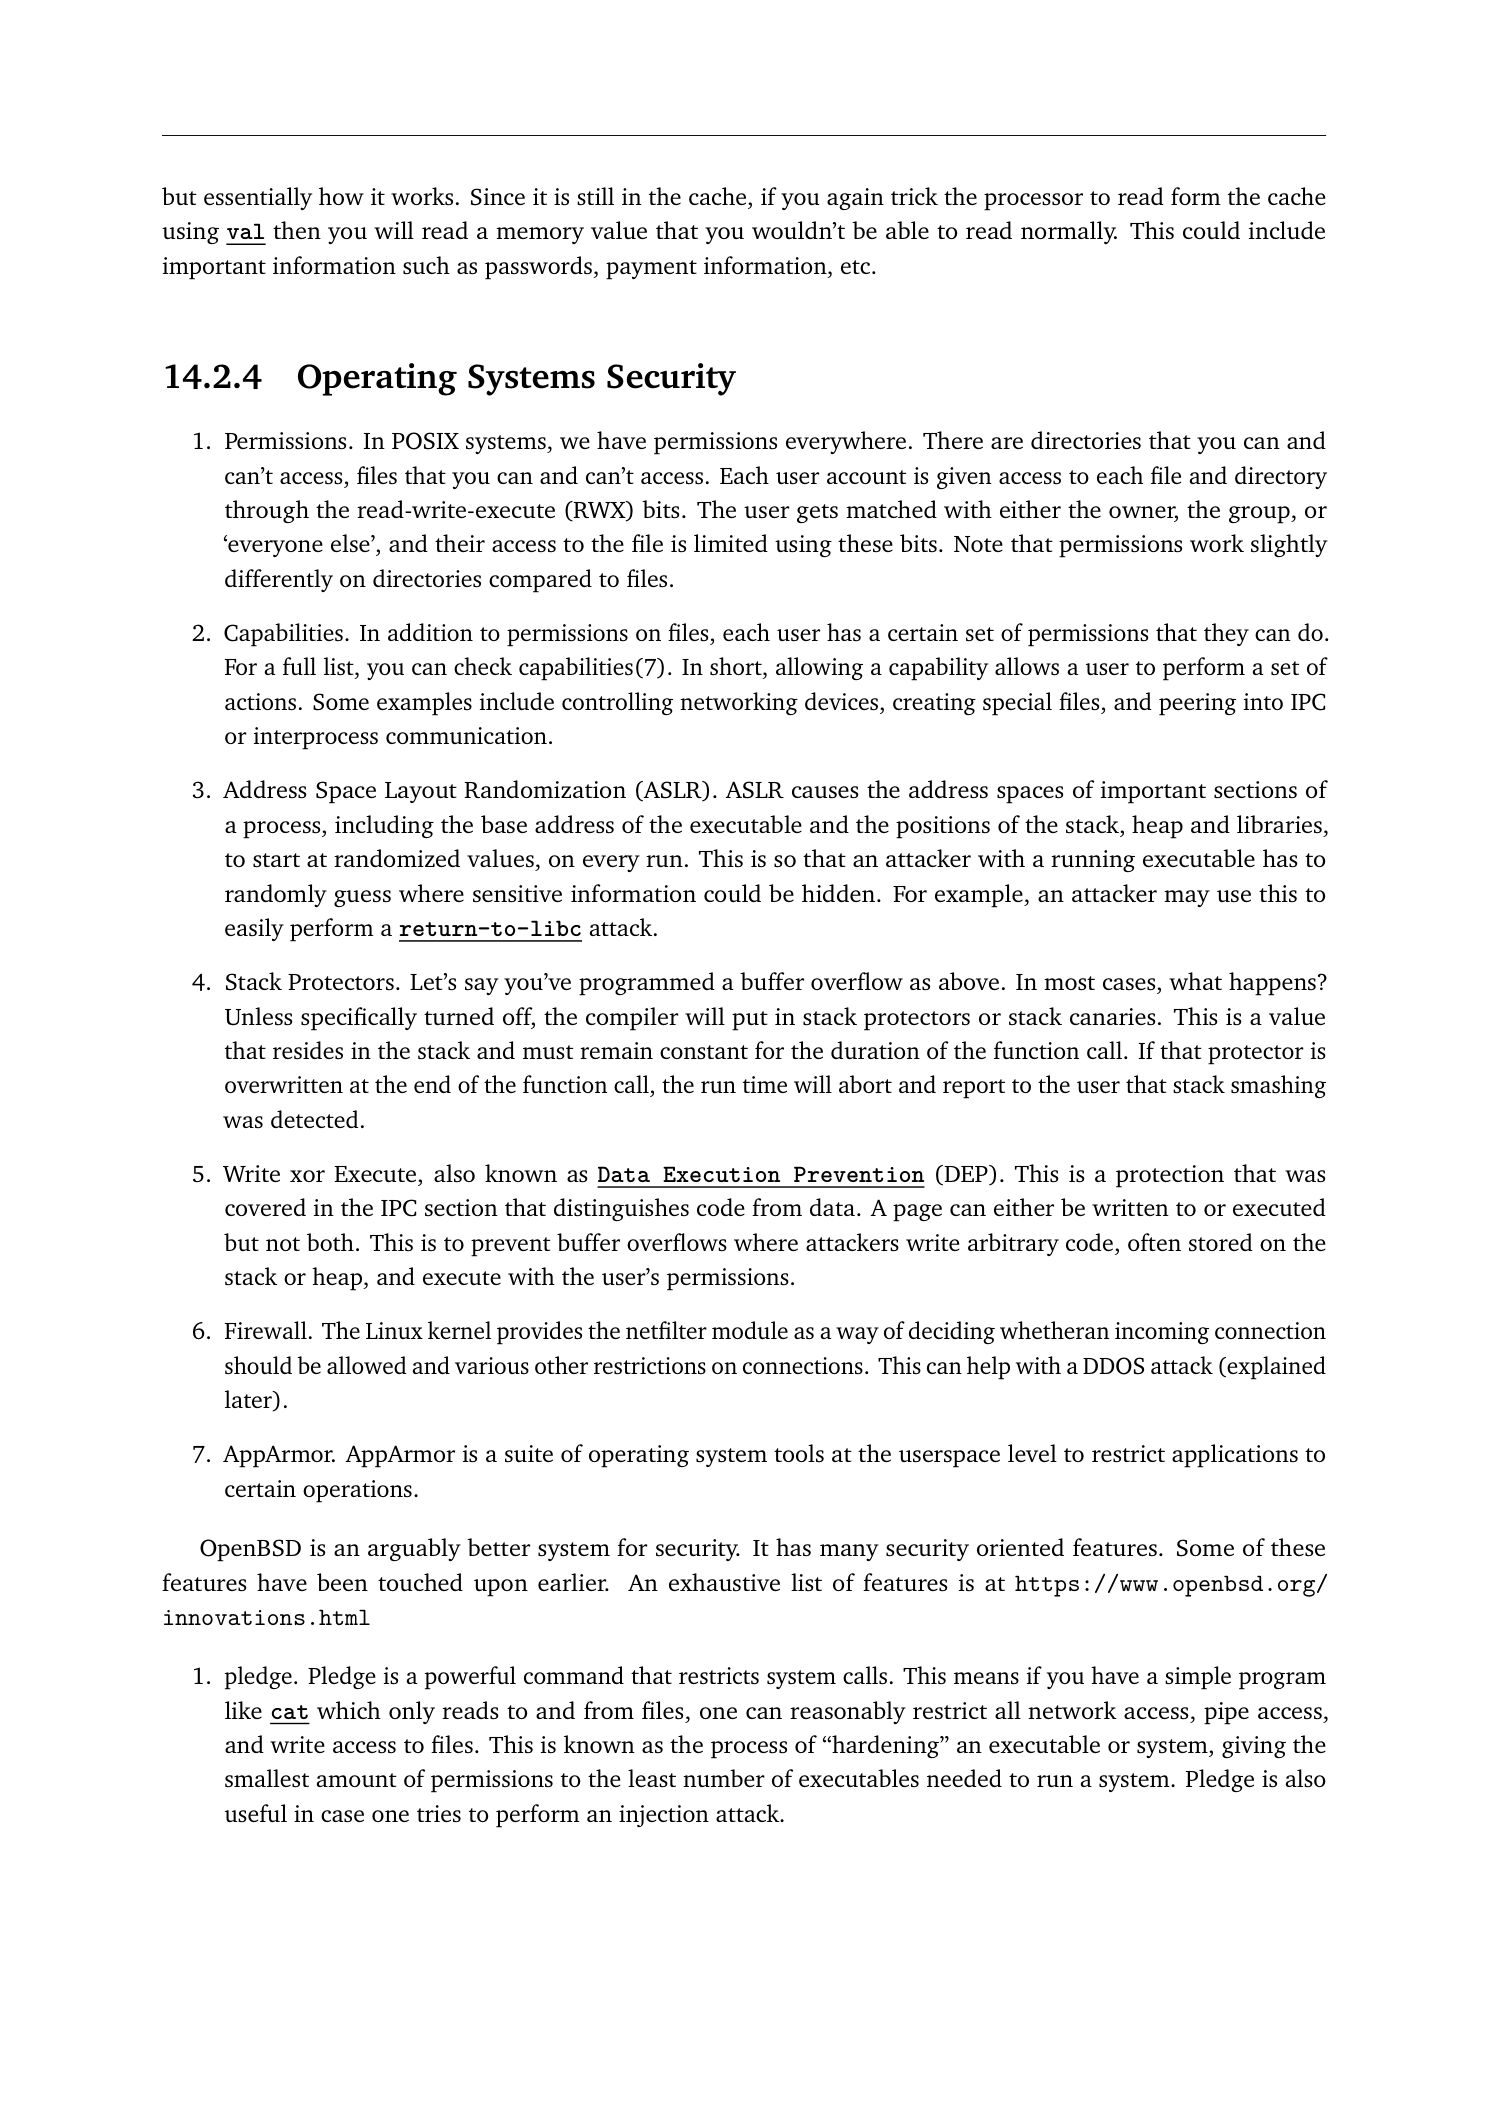 but essentially how it works. Since it is still in the cache, if you again trick the processor to read form the cache
using val then you will read a memory value that you wouldn’t be able to read normally. This could include
important information such as passwords, payment information, etc.
14.2.4 Operating Systems Security
1. Permissions. In POSIX systems, we have permissions everywhere. There are directories that you can and
can’t access, files that you can and can’t access. Each user account is given access to each file and directory
through the read-write-execute (RWX) bits. The user gets matched with either the owner, the group, or
‘everyone else’, and their access to the file is limited using these bits. Note that permissions work slightly
differently on directories compared to files.
2. Capabilities. In addition to permissions on files, each user has a certain set of permissions that they can do.
For a full list, you can check capabilities(7). In short, allowing a capability allows a user to perform a set of
actions. Some examples include controlling networking devices, creating special files, and peering into IPC
or interprocess communication.
3. Address Space Layout Randomization (ASLR). ASLR causes the address spaces of important sections of
a process, including the base address of the executable and the positions of the stack, heap and libraries,
to start at randomized values, on every run. This is so that an attacker with a running executable has to
randomly guess where sensitive information could be hidden. For example, an attacker may use this to
easily perform a return-to-libc attack.
4. Stack Protectors. Let’s say you’ve programmed a buffer overflow as above. In most cases, what happens?
Unless specifically turned off, the compiler will put in stack protectors or stack canaries. This is a value
that resides in the stack and must remain constant for the duration of the function call. If that protector is
overwritten at the end of the function call, the run time will abort and report to the user that stack smashing
was detected.
5. Write xor Execute, also known as Data Execution Prevention (DEP). This is a protection that was
covered in the IPC section that distinguishes code from data. A page can either be written to or executed
but not both. This is to prevent buffer overflows where attackers write arbitrary code, often stored on the
stack or heap, and execute with the user’s permissions.
6. Firewall. The Linux kernel provides the netfilter module as a way of deciding whetheran incoming connection
should be allowed and various other restrictions on connections. This can help with a DDOS attack (explained
later).
7. AppArmor. AppArmor is a suite of operating system tools at the userspace level to restrict applications to
certain operations.
OpenBSD is an arguably better system for security. It has many security oriented features. Some of these
features have been touched upon earlier. An exhaustive list of features is at https://www.openbsd.org/
innovations.html
1. pledge. Pledge is a powerful command that restricts system calls. This means if you have a simple program
like cat which only reads to and from files, one can reasonably restrict all network access, pipe access,
and write access to files. This is known as the process of “hardening” an executable or system, giving the
smallest amount of permissions to the least number of executables needed to run a system. Pledge is also
useful in case one tries to perform an injection attack.